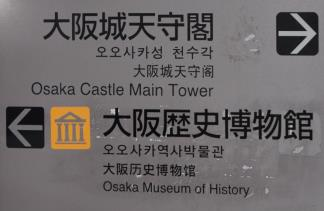 大阪城天守閣
오오사카성 천수각
大阪城天守阁
Osaka Castle Main Tower
大阪歴史博物館
오오사카역사박물관
大阪历史博物馆
Osaka Museum of History